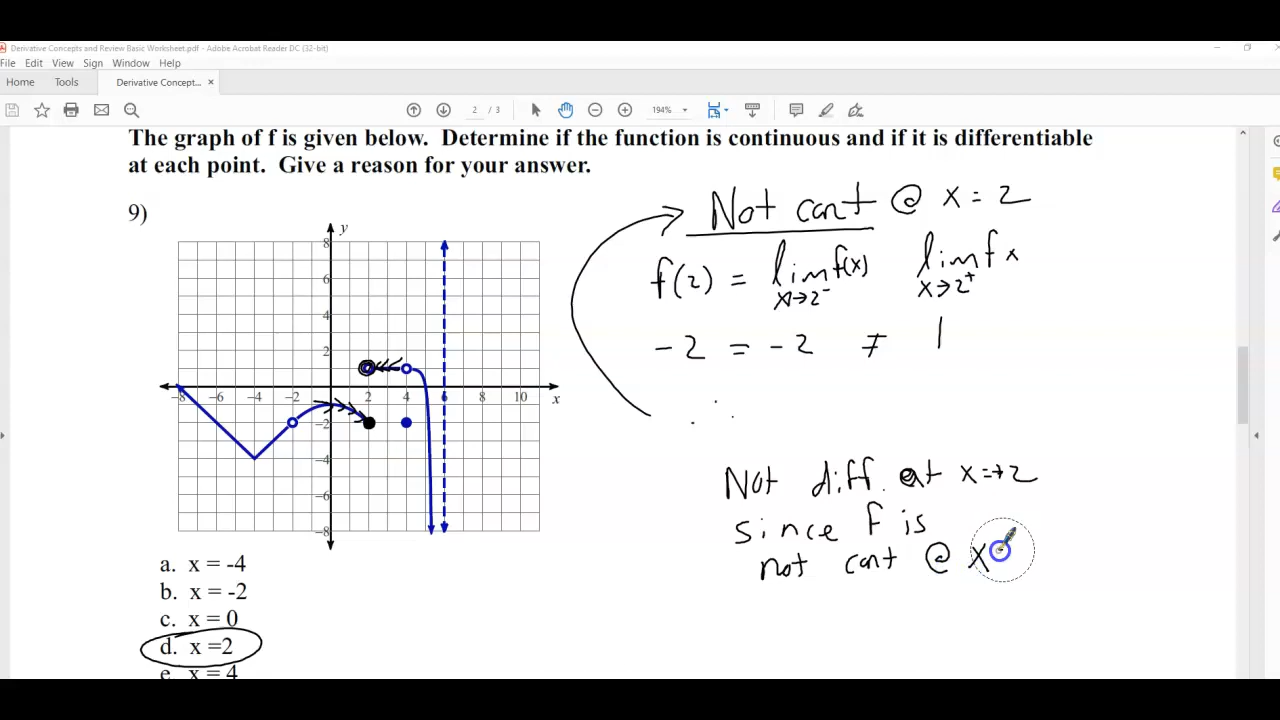 Derivative Concepts and Review Basic Worksheet.pdf - Adobe Acrobat Reader DC (32-bit)
File Edit View Sign Window Help
Home Tools Derivative Concept... ×
2 / 3 194%
The graph of f is given below. Determine if the function is continuous and if it is differentiable
at each point. Give a reason for your answer.
9)
y
8
6
4
2
-8 -6 -4 -2 0 2 4 6 8 10 x
-2
-4
-6
-8
a. x = -4
b. x = -2
c. x = 0
d. x =2
e. x = 4
Not cont @ x = 2
f(2) = lim f(x) lim f x
x→2⁻ x→2⁺
-2 = -2 ≠ 1
∴
Not diff. at x=→2
since f is
not cont @ x